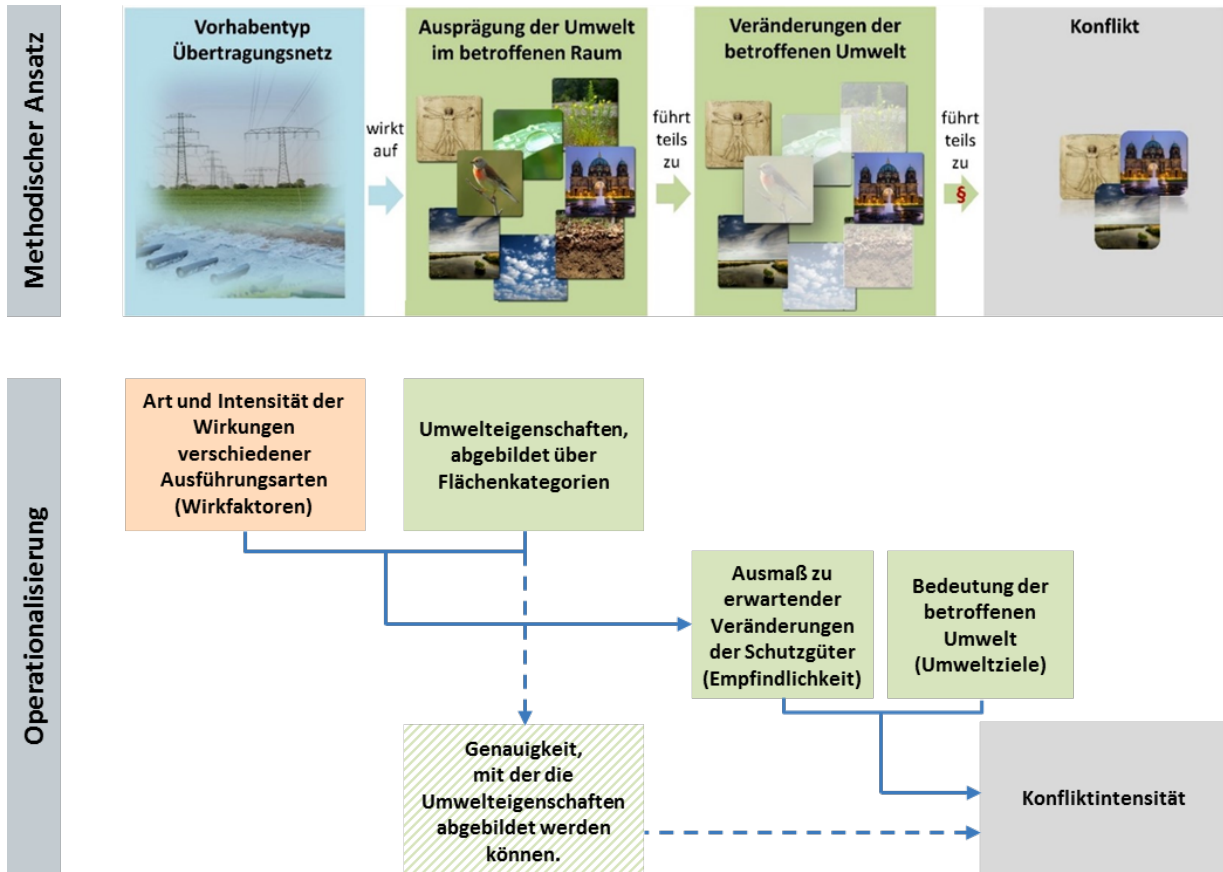 Methodischer Ansatz
Vorhabentyp
Übertragungsnetz
wirkt
auf
Ausprägung der Umwelt
im betroffenen Raum
führt
teils
zu
Veränderungen der
betroffenen Umwelt
führt
teils
zu
§
Konflikt
Operationalisierung
Art und Intensität der
Wirkungen
verschiedener
Ausführungsarten
(Wirkfaktoren)
Umwelteigenschaften,
abgebildet über
Flächenkategorien
Ausmaß zu
erwartender
Veränderungen
der Schutzgüter
(Empfindlichkeit)
Bedeutung der
betroffenen
Umwelt
(Umweltziele)
Genauigkeit,
mit der die
Umwelteigenschaften
abgebildet werden
können.
Konfliktintensität